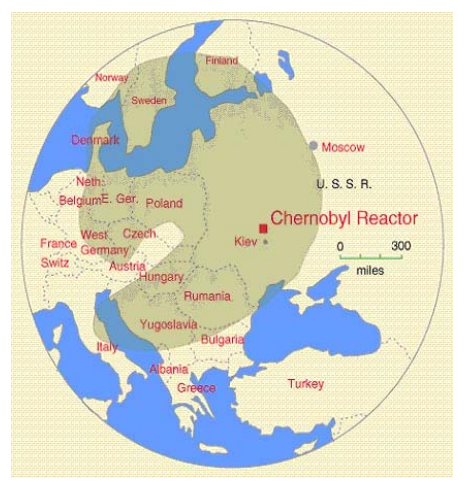 Finland
Norway
Sweden
Denmark
Moscow
Neth.
U. S. S. R.
Belgium
E. Ger.
Poland
Chernobyl Reactor
West
Germany
Czech.
Kiev
France
0 300
miles
Switz
Austria
Hungary
Rumania
Yugoslavia
Italy
Bulgaria
Albania
Greece
Turkey